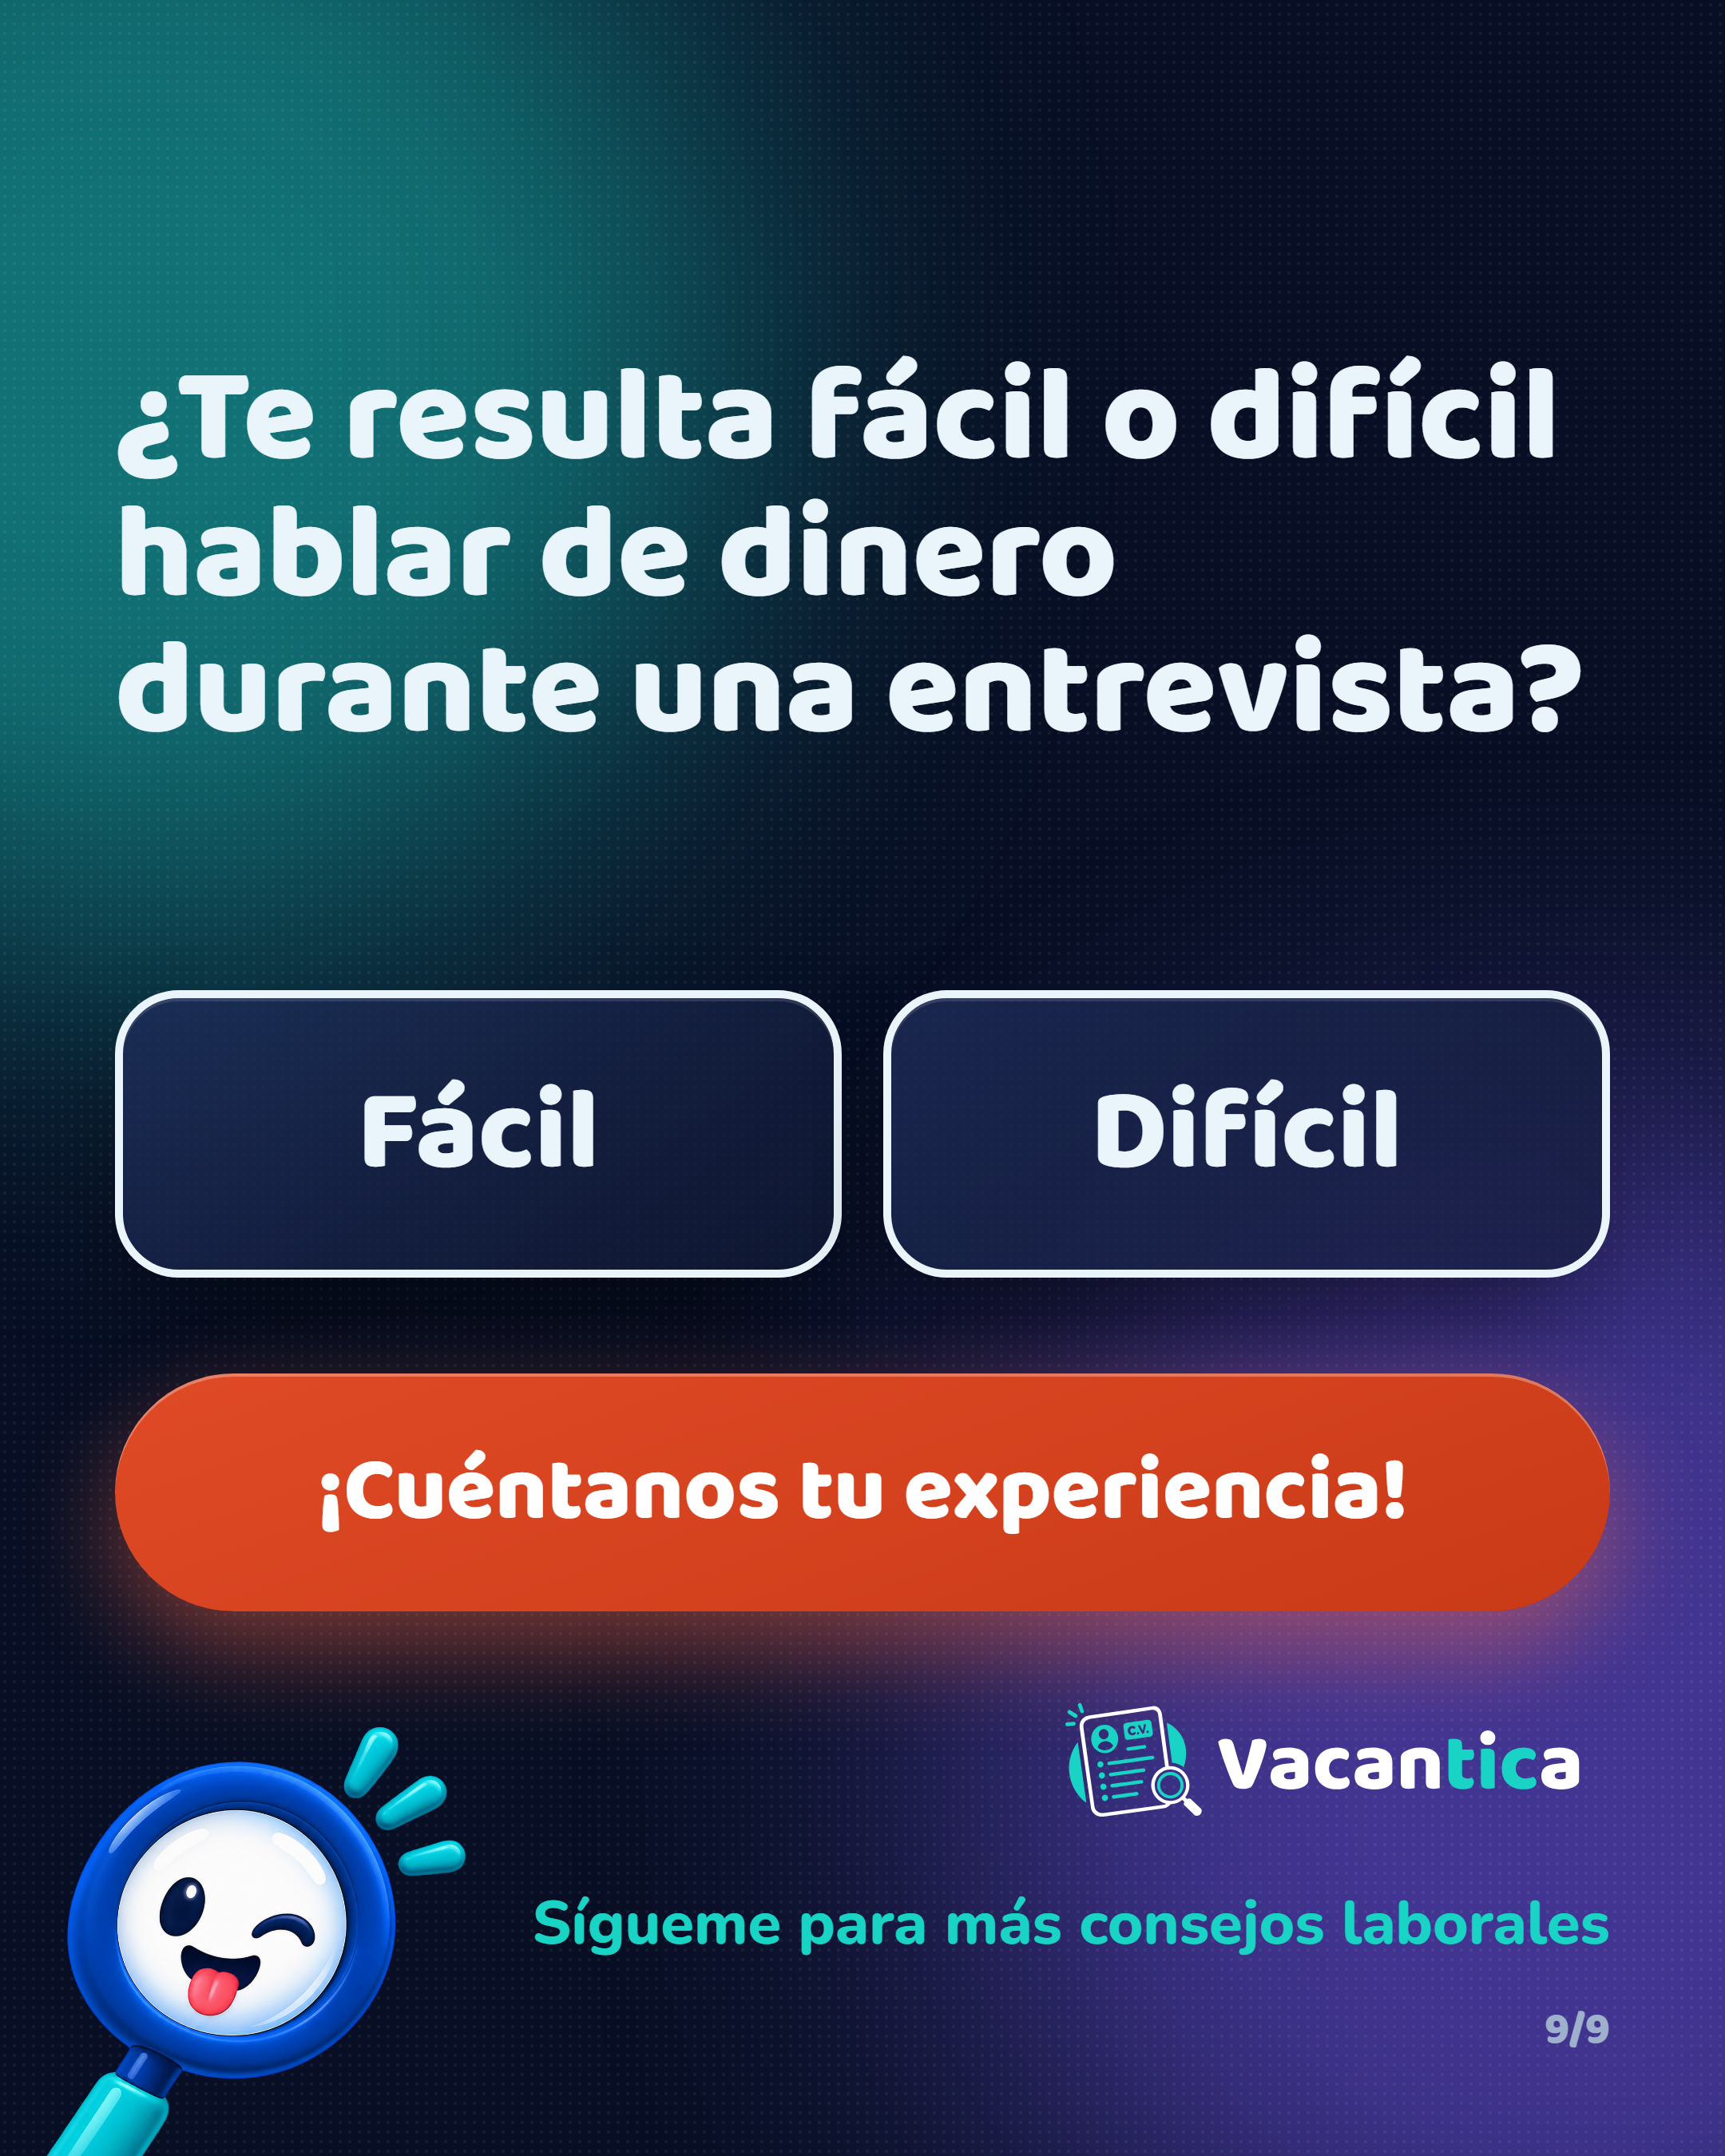 ¿Te resulta fácil o difícil
hablar de dinero
durante una entrevista?
Fácil
Difícil
¡Cuéntanos tu experiencia!
C.V.
Vacantica
Sígueme para más consejos laborales
9/9